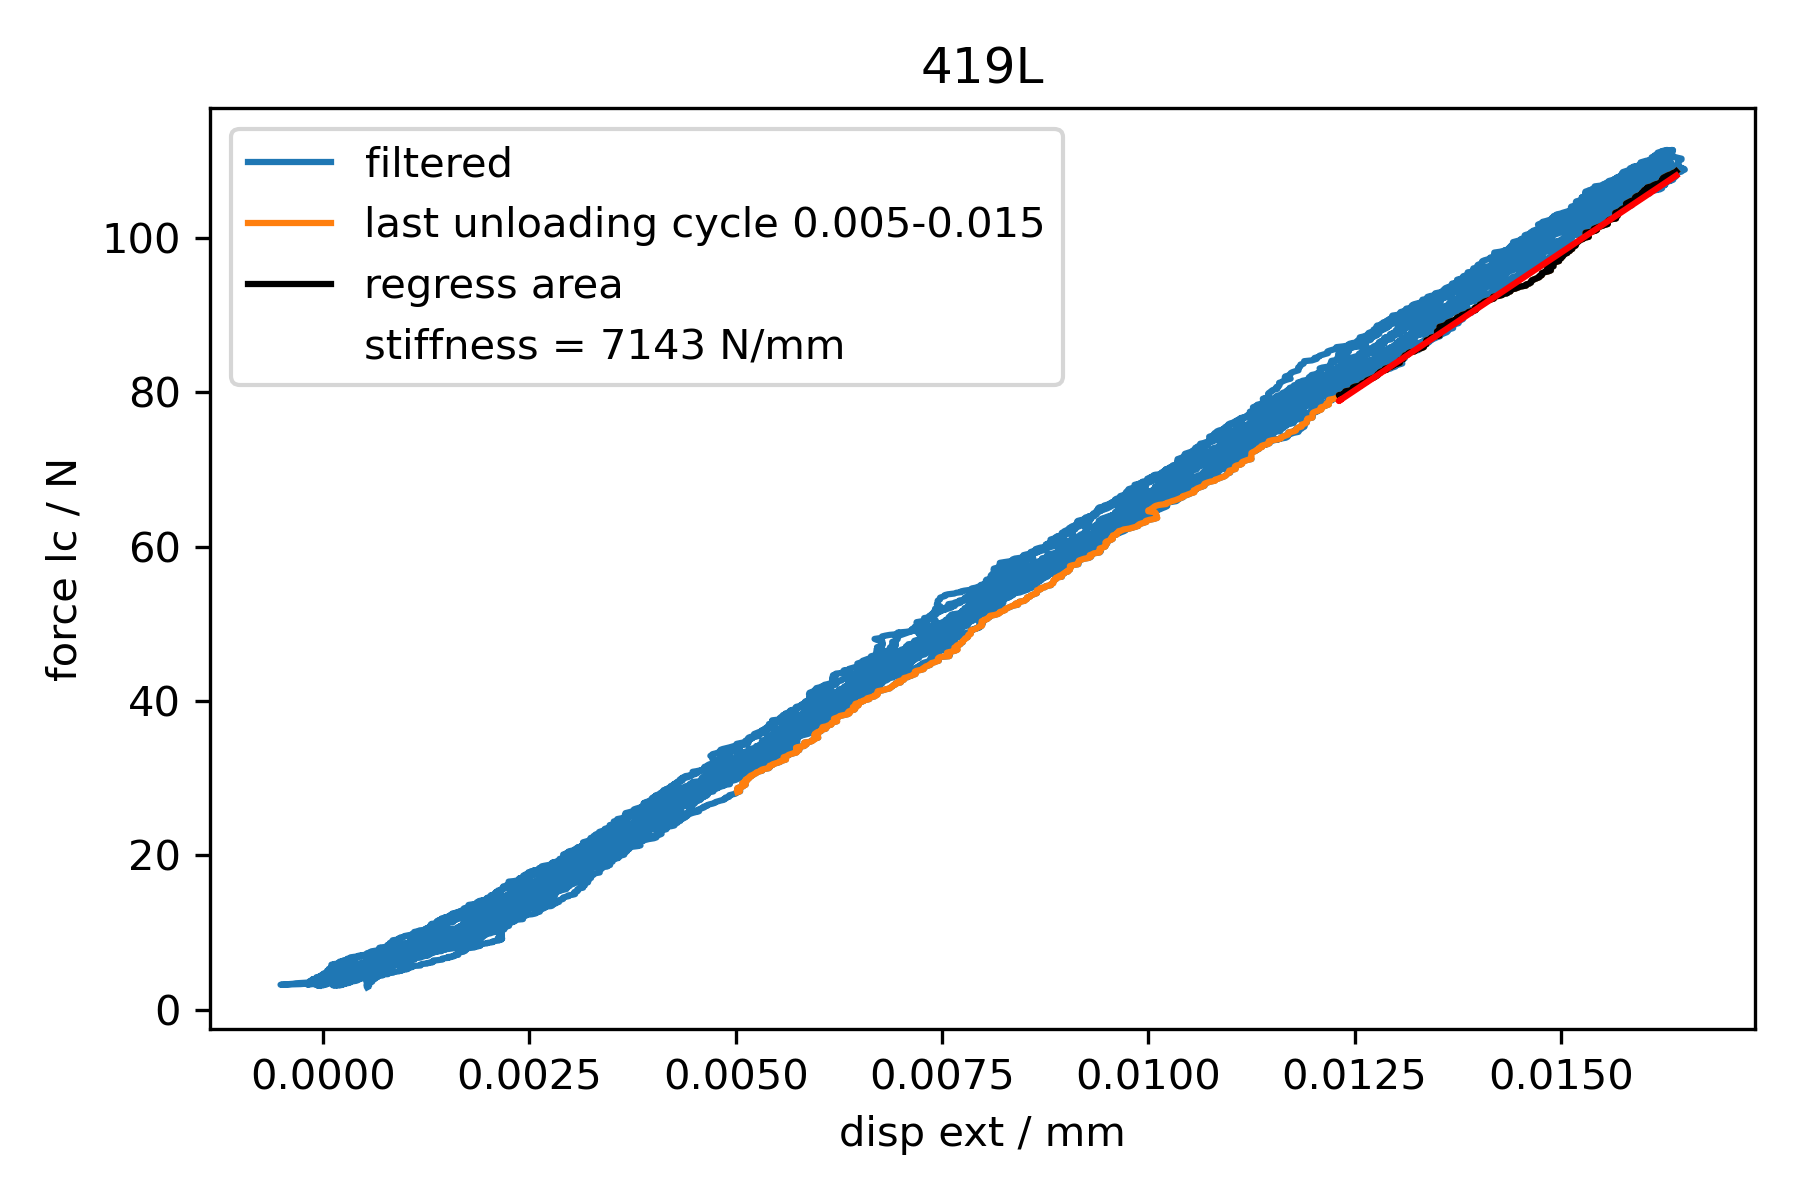 419L
filtered
last unloading cycle 0.005-0.015
regress area
stiffness = 7143 N/mm
force lc / N
100
80
60
40
20
0
0.0000 0.0025 0.0050 0.0075 0.0100 0.0125 0.0150
disp ext / mm